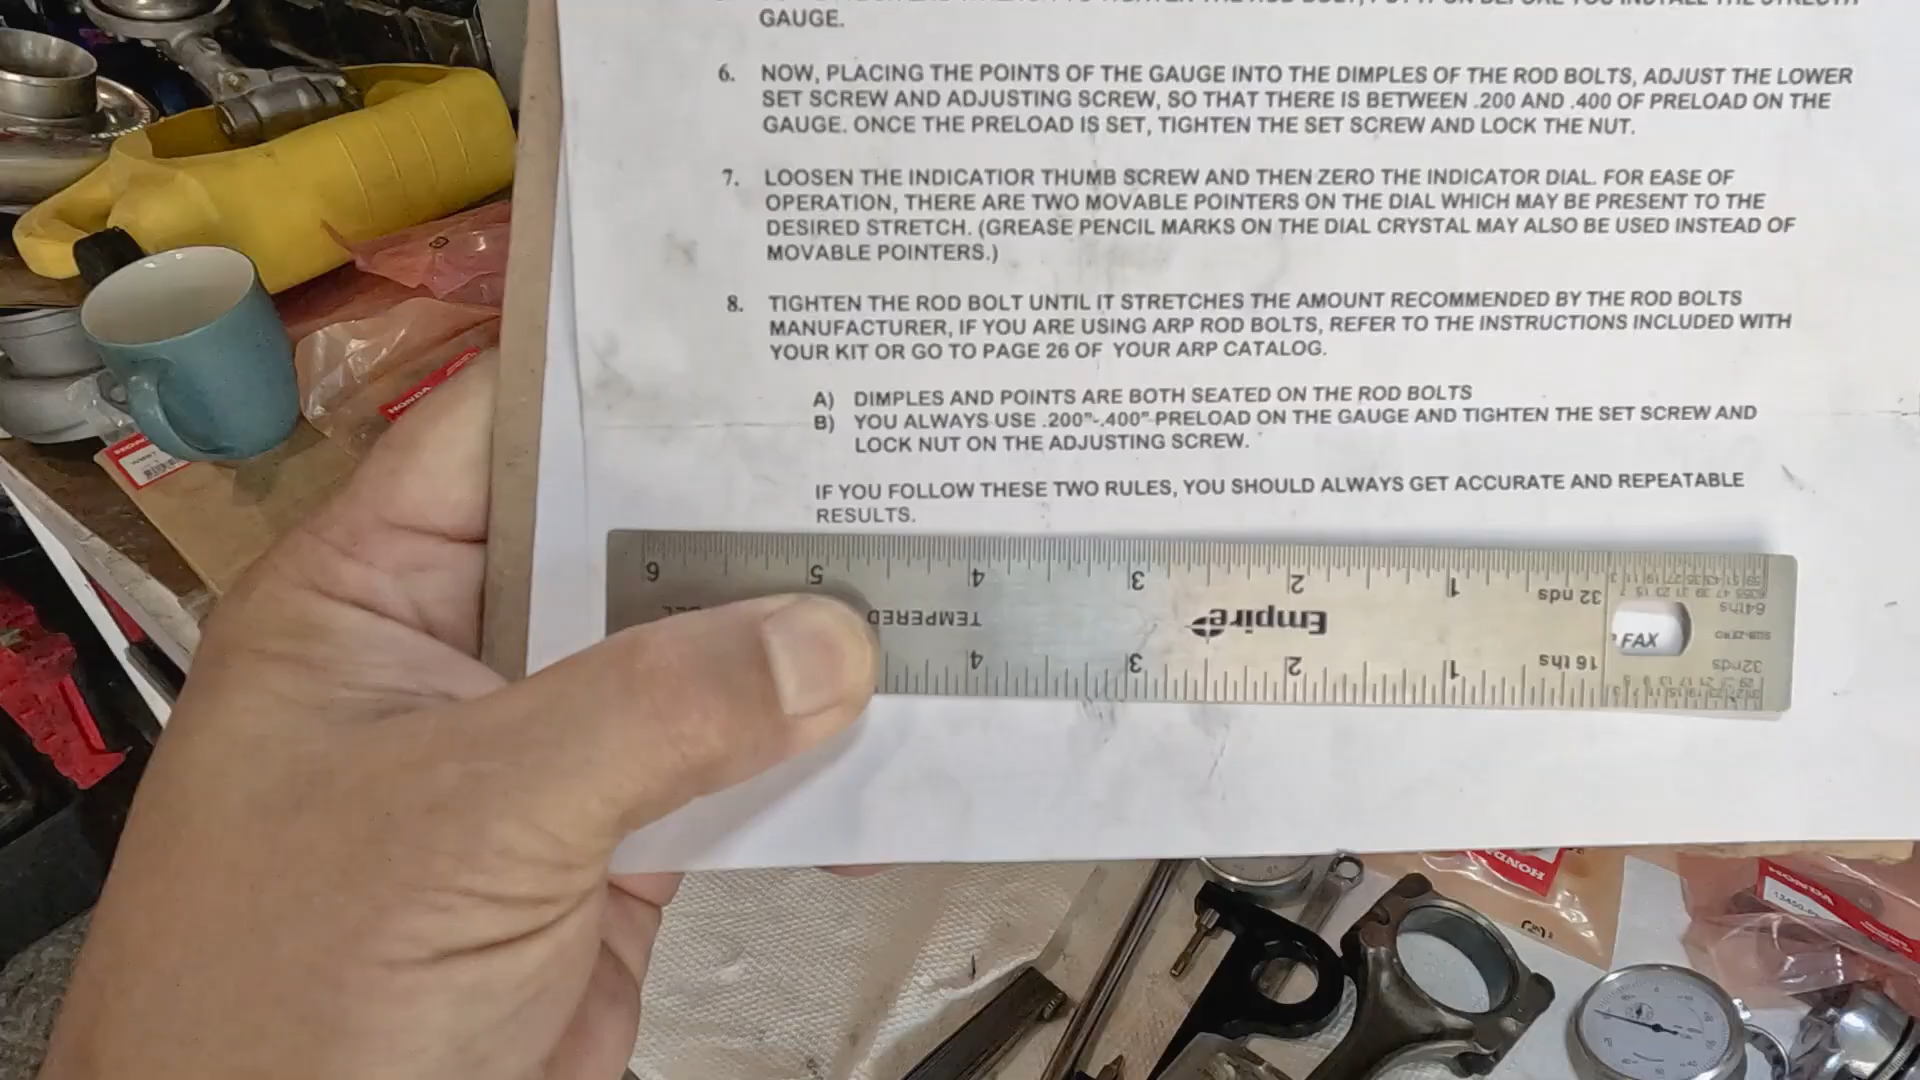 GAUGE.
6. NOW, PLACING THE POINTS OF THE GAUGE INTO THE DIMPLES OF THE ROD BOLTS, ADJUST THE LOWER
SET SCREW AND ADJUSTING SCREW, SO THAT THERE IS BETWEEN .200 AND .400 OF PRELOAD ON THE
GAUGE. ONCE THE PRELOAD IS SET, TIGHTEN THE SET SCREW AND LOCK THE NUT.
7. LOOSEN THE INDICATIOR THUMB SCREW AND THEN ZERO THE INDICATOR DIAL. FOR EASE OF
OPERATION, THERE ARE TWO MOVABLE POINTERS ON THE DIAL WHICH MAY BE PRESENT TO THE
DESIRED STRETCH. (GREASE PENCIL MARKS ON THE DIAL CRYSTAL MAY ALSO BE USED INSTEAD OF
MOVABLE POINTERS.)
8. TIGHTEN THE ROD BOLT UNTIL IT STRETCHES THE AMOUNT RECOMMENDED BY THE ROD BOLTS
MANUFACTURER, IF YOU ARE USING ARP ROD BOLTS, REFER TO THE INSTRUCTIONS INCLUDED WITH
YOUR KIT OR GO TO PAGE 26 OF YOUR ARP CATALOG.
A) DIMPLES AND POINTS ARE BOTH SEATED ON THE ROD BOLTS
B) YOU ALWAYS USE .200"-.400" PRELOAD ON THE GAUGE AND TIGHTEN THE SET SCREW AND
LOCK NUT ON THE ADJUSTING SCREW.
IF YOU FOLLOW THESE TWO RULES, YOU SHOULD ALWAYS GET ACCURATE AND REPEATABLE
RESULTS.
6 5 4 3 2 1
32 nds
64ths
TEMPERED
Empire
FAX
4 3 2 1
16 ths
32nds
HONDA
HONDA
HONDA